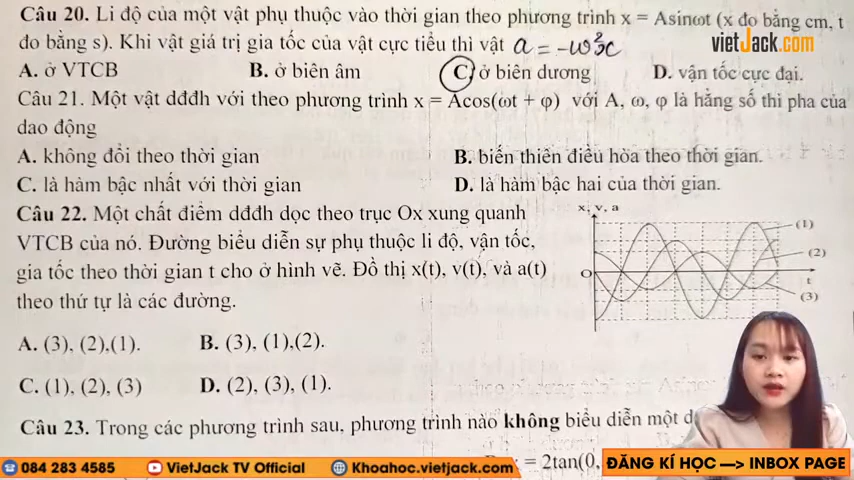 Câu 20. Li độ của một vật phụ thuộc vào thời gian theo phương trình x = Asinωt (x đo bằng cm, t
đo bằng s). Khi vật giá trị gia tốc của vật cực tiểu thì vật a = -ω²x
vietJack.com
A. ở VTCB B. ở biên âm C. ở biên dương D. vận tốc cực đại.
Câu 21. Một vật dđđh với theo phương trình x = Acos(ωt + φ) với A, ω, φ là hằng số thì pha của
dao động
A. không đổi theo thời gian B. biến thiên điều hòa theo thời gian.
C. là hàm bậc nhất với thời gian D. là hàm bậc hai của thời gian.
Câu 22. Một chất điểm dđđh dọc theo trục Ox xung quanh
VTCB của nó. Đường biểu diễn sự phụ thuộc li độ, vận tốc,
gia tốc theo thời gian t cho ở hình vẽ. Đồ thị x(t), v(t), và a(t)
theo thứ tự là các đường.
x, v, a
(1)
(2)
O
t
(3)
A. (3), (2),(1). B. (3), (1),(2).
C. (1), (2), (3) D. (2), (3), (1).
Câu 23. Trong các phương trình sau, phương trình nào không biểu diễn một d
= 2tan(0,
084 283 4585 VietJack TV Official Khoahoc.vietjack.com ĐĂNG KÍ HỌC —> INBOX PAGE